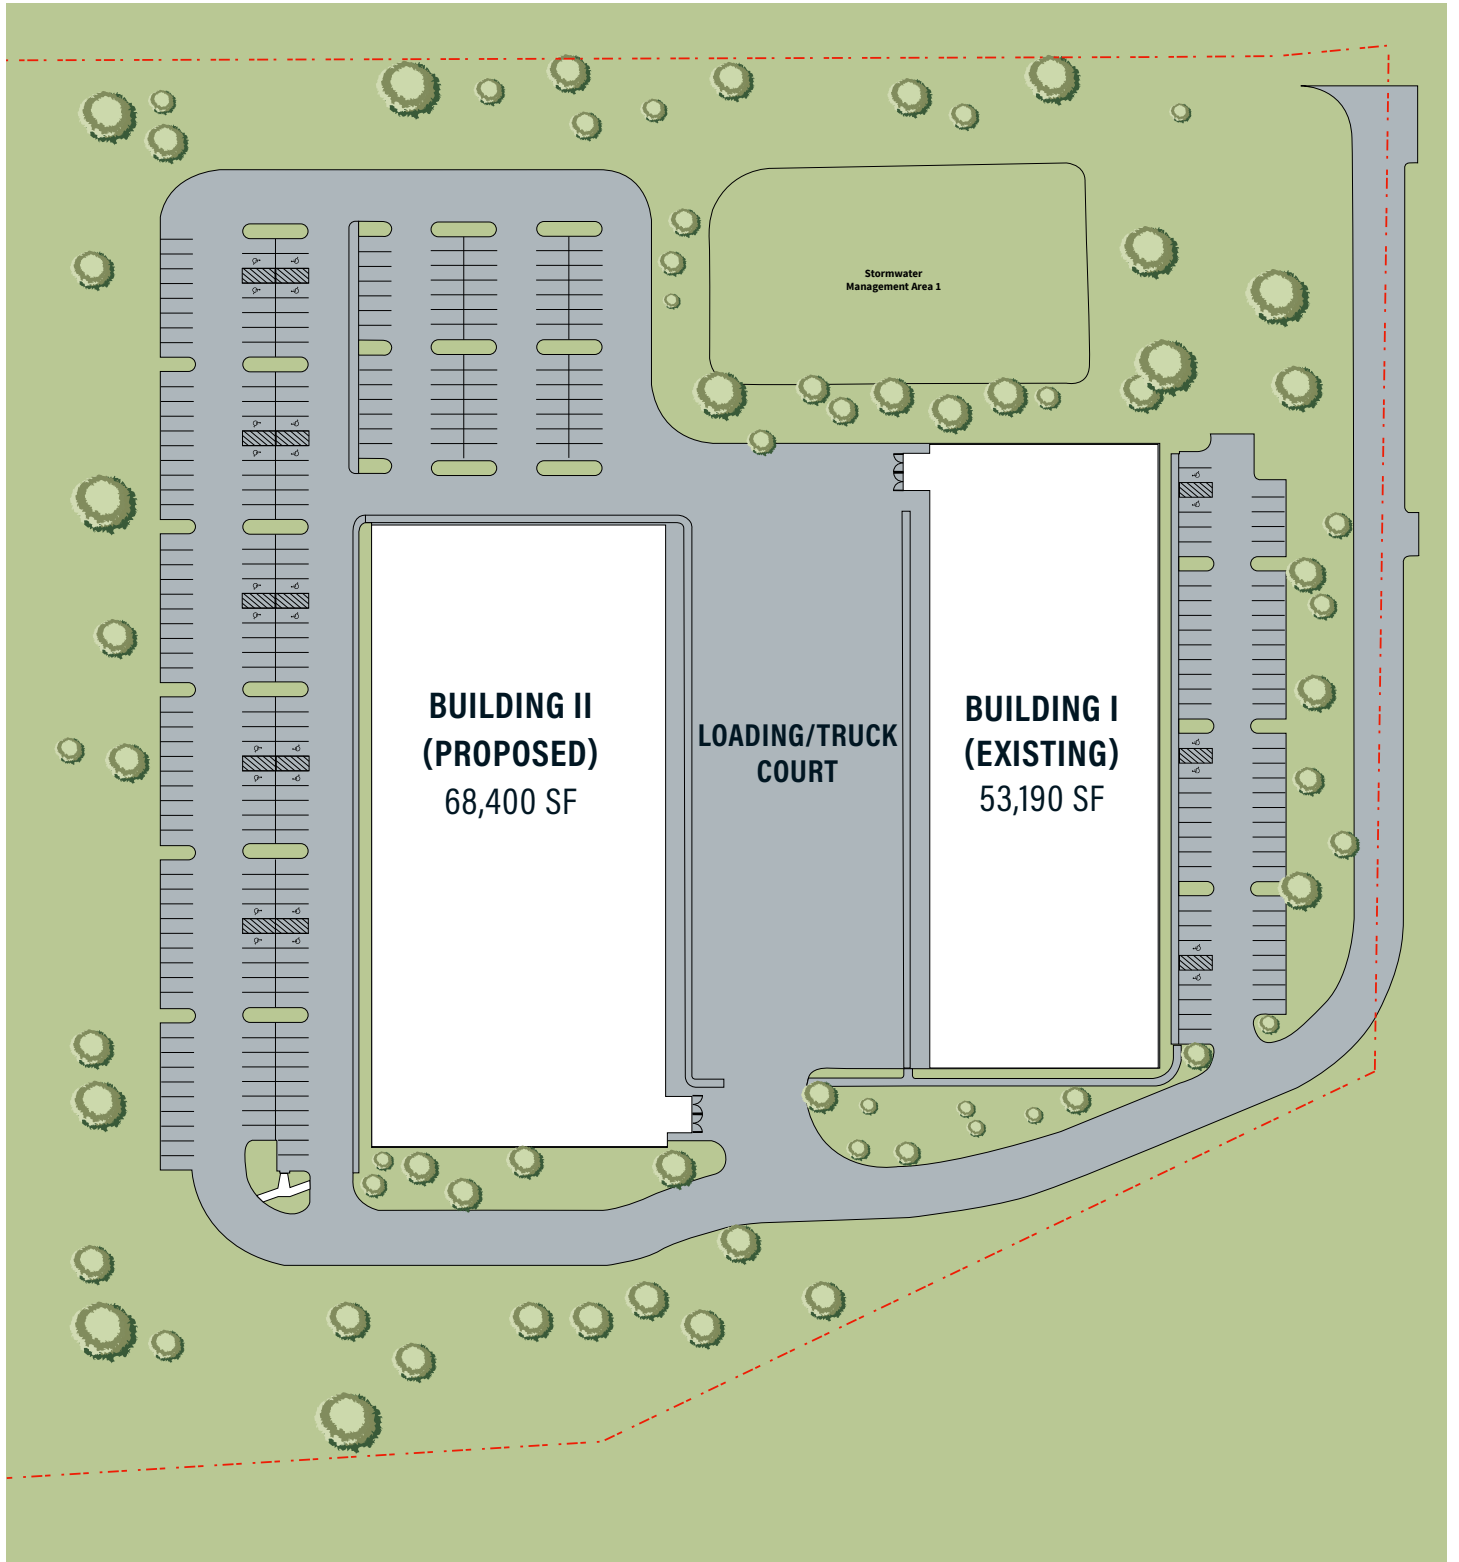 Stormwater
Management Area 1
BUILDING II
(PROPOSED)
68,400 SF
LOADING/TRUCK
COURT
BUILDING I
(EXISTING)
53,190 SF